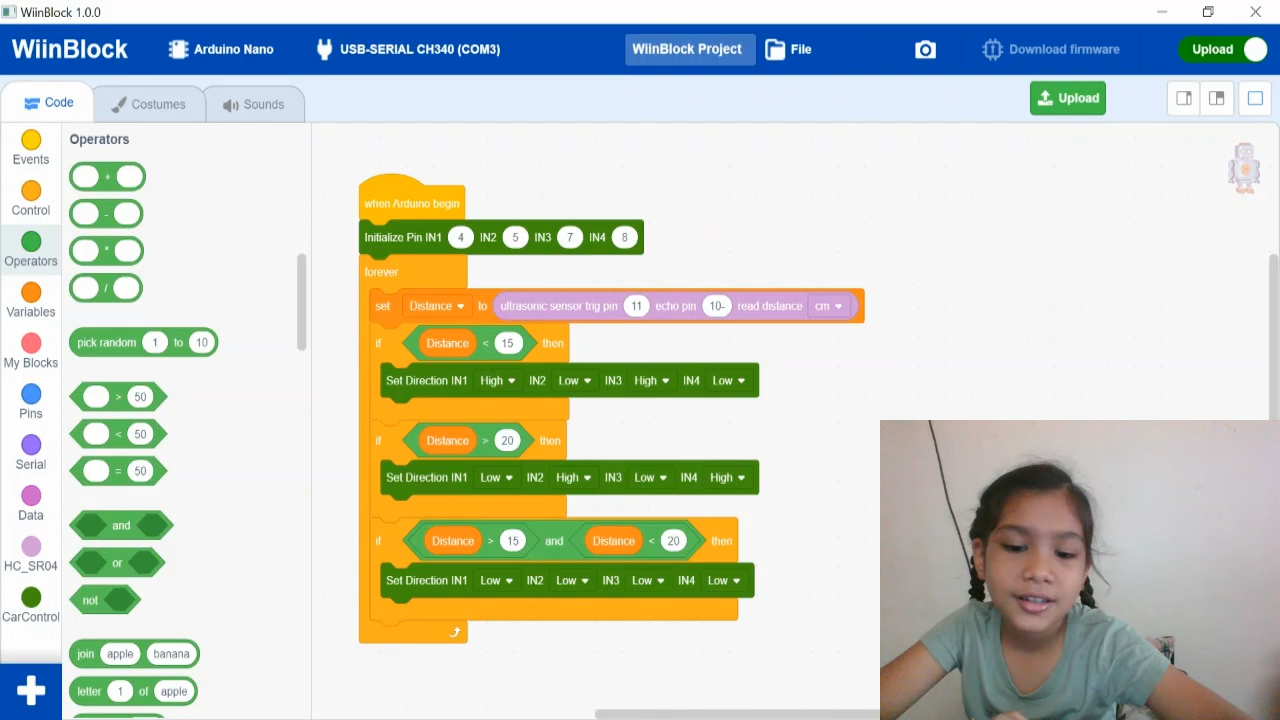 WiinBlock 1.0.0
WiinBlock Arduino Nano USB-SERIAL CH340 (COM3) WiinBlock Project File Download firmware Upload
Code Costumes Sounds Upload
Events
Control
Operators
Variables
My Blocks
Pins
Serial
Data
HC_SR04
CarControl
Operators
+
-
*
/
pick random 1 to 10
> 50
< 50
= 50
and
or
not
join apple banana
letter 1 of apple
when Arduino begin
Initialize Pin IN1 4 IN2 5 IN3 7 IN4 8
forever
set Distance to ultrasonic sensor trig pin 11 echo pin 10- read distance cm
if Distance < 15 then
Set Direction IN1 High IN2 Low IN3 High IN4 Low
if Distance > 20 then
Set Direction IN1 Low IN2 High IN3 Low IN4 High
if Distance > 15 and Distance < 20 then
Set Direction IN1 Low IN2 Low IN3 Low IN4 Low